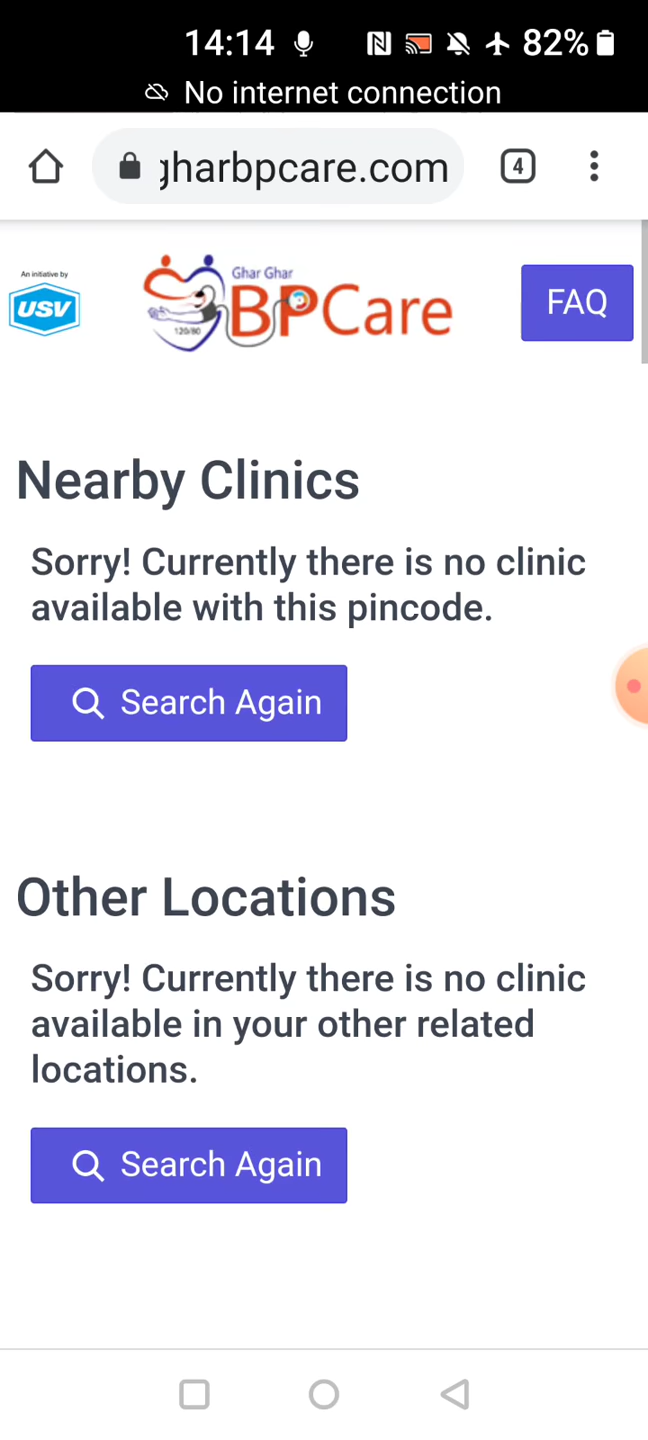 14:14 82%
No internet connection
gharbpcare.com 4
An initiative by
USV
Ghar Ghar
BPCare
120/80
FAQ
Nearby Clinics
Sorry! Currently there is no clinic
available with this pincode.
Search Again
Other Locations
Sorry! Currently there is no clinic
available in your other related
locations.
Search Again